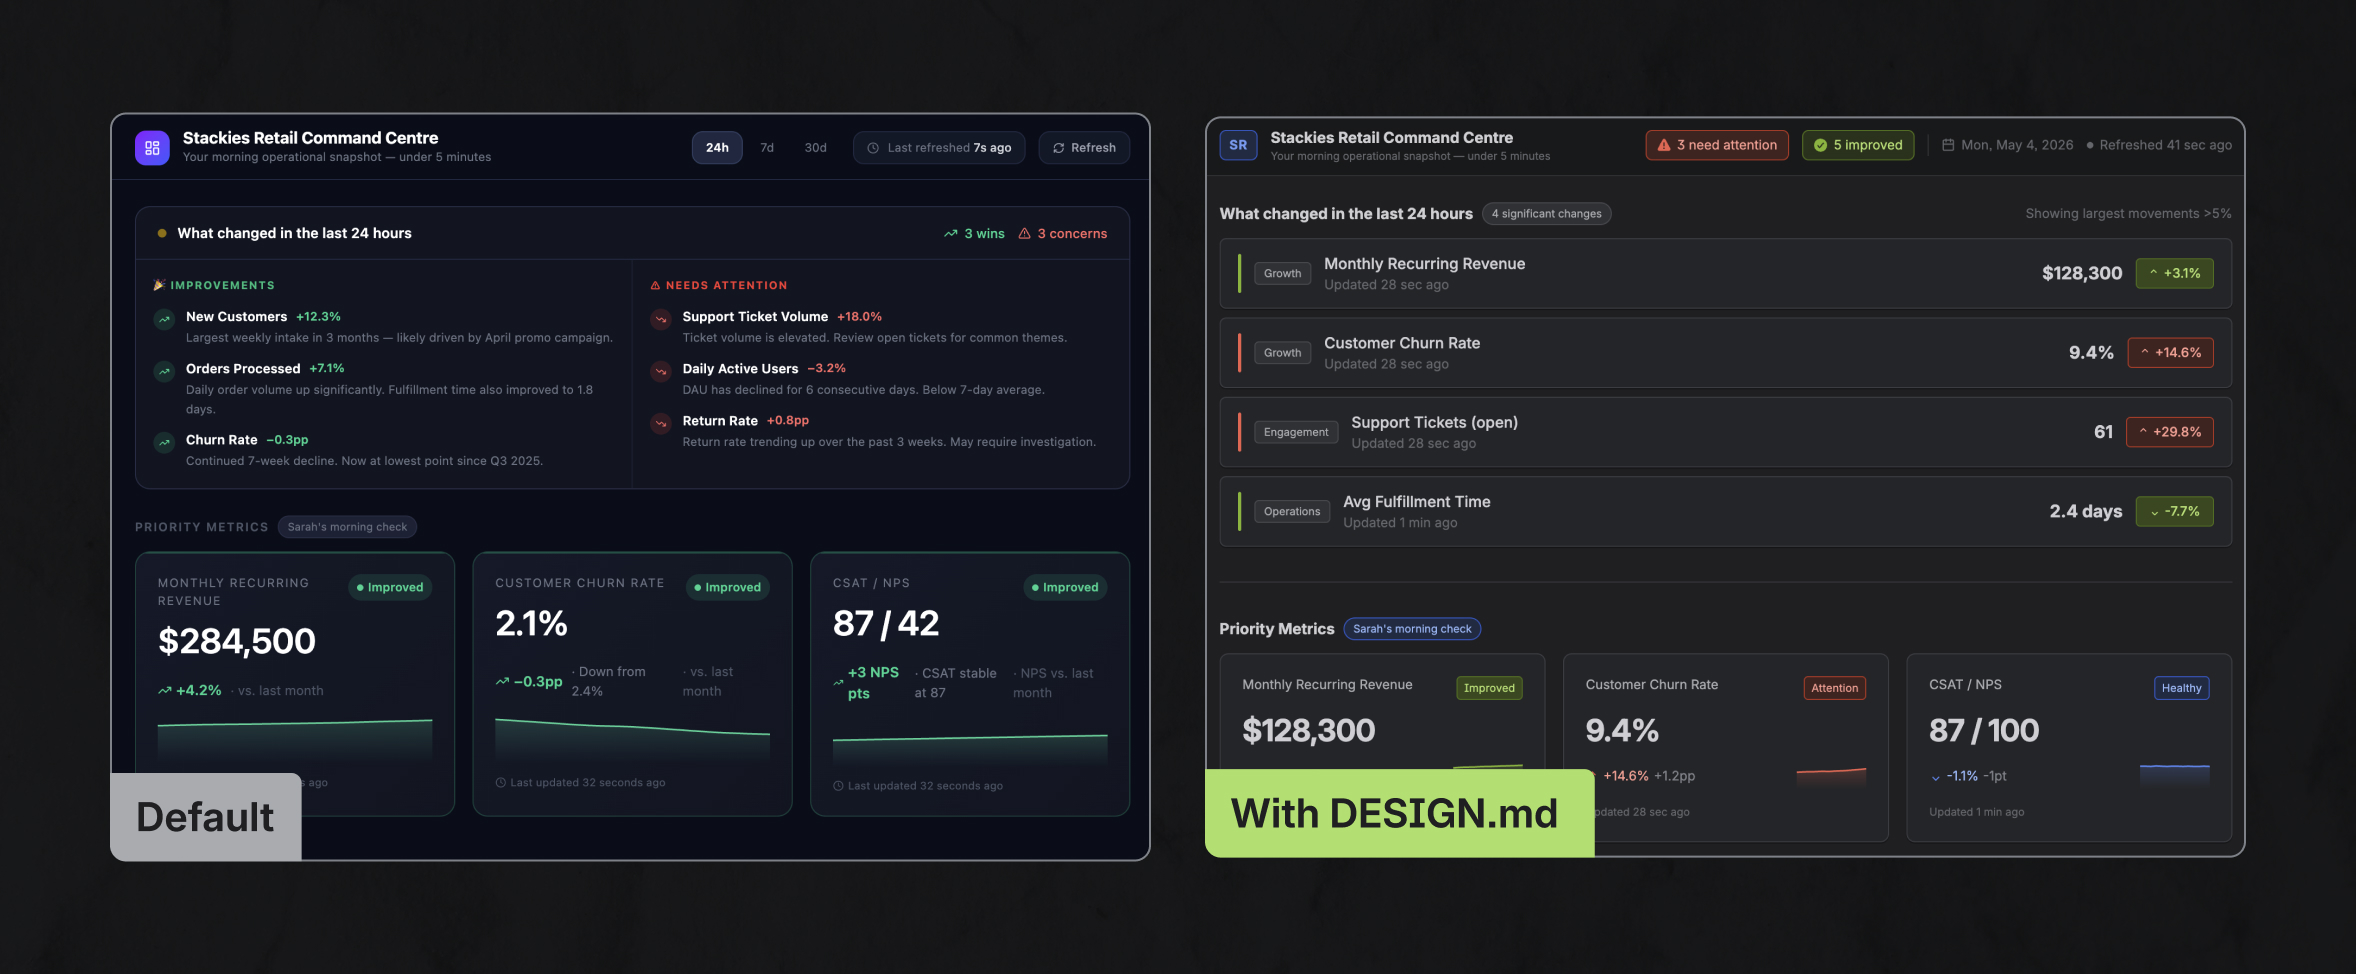 Stackies Retail Command Centre
Your morning operational snapshot — under 5 minutes
24h 7d 30d Last refreshed 7s ago Refresh
What changed in the last 24 hours
3 wins 3 concerns
IMPROVEMENTS
New Customers +12.3%
Largest weekly intake in 3 months — likely driven by April promo campaign.
Orders Processed +7.1%
Daily order volume up significantly. Fulfillment time also improved to 1.8
days.
Churn Rate −0.3pp
Continued 7-week decline. Now at lowest point since Q3 2025.
NEEDS ATTENTION
Support Ticket Volume +18.0%
Ticket volume is elevated. Review open tickets for common themes.
Daily Active Users −3.2%
DAU has declined for 6 consecutive days. Below 7-day average.
Return Rate +0.8pp
Return rate trending up over the past 3 weeks. May require investigation.
PRIORITY METRICS Sarah's morning check
MONTHLY RECURRING
REVENUE
Improved
$284,500
+4.2% · vs. last month
s ago
CUSTOMER CHURN RATE
Improved
2.1%
−0.3pp
· Down from
2.4%
· vs. last
month
Last updated 32 seconds ago
CSAT / NPS
Improved
87 / 42
+3 NPS
pts
· CSAT stable
at 87
· NPS vs. last
month
Last updated 32 seconds ago
Default
SR
Stackies Retail Command Centre
Your morning operational snapshot — under 5 minutes
3 need attention 5 improved Mon, May 4, 2026 Refreshed 41 sec ago
What changed in the last 24 hours 4 significant changes Showing largest movements >5%
Growth
Monthly Recurring Revenue
Updated 28 sec ago
$128,300 +3.1%
Growth
Customer Churn Rate
Updated 28 sec ago
9.4% +14.6%
Engagement
Support Tickets (open)
Updated 28 sec ago
61 +29.8%
Operations
Avg Fulfillment Time
Updated 1 min ago
2.4 days -7.7%
Priority Metrics Sarah's morning check
Monthly Recurring Revenue Improved
$128,300
Customer Churn Rate Attention
9.4%
+14.6% +1.2pp
pdated 28 sec ago
CSAT / NPS Healthy
87 / 100
-1.1% -1pt
Updated 1 min ago
With DESIGN.md